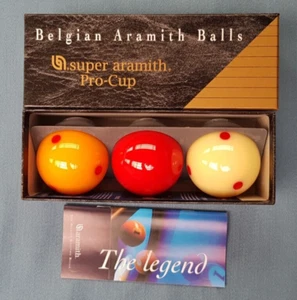 Belgian Aramith Balls
super aramith.
Pro-Cup
aramith
The legend